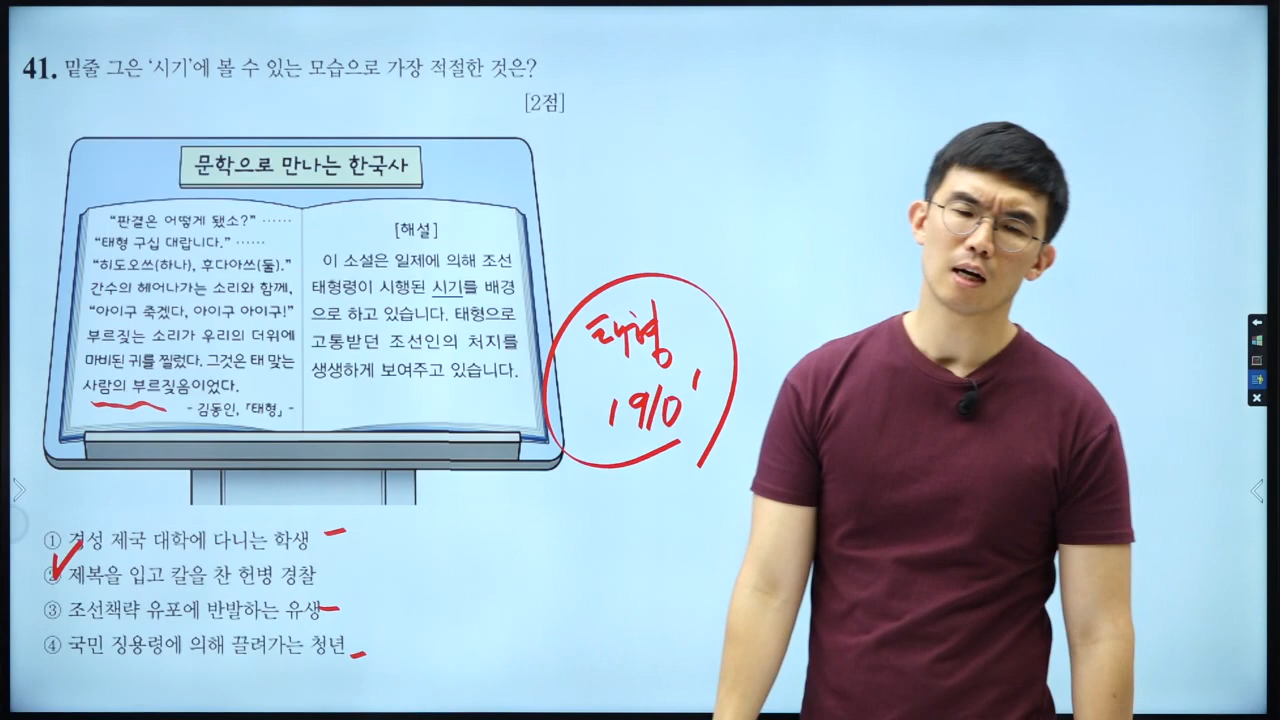 41. 밑줄 그은 '시기'에 볼 수 있는 모습으로 가장 적절한 것은?
[2점]
문학으로 만나는 한국사
“판결은 어떻게 됐소?” ……
“태형 구십 대랍니다.” ……
“히도오쓰(하나), 후다아쓰(둘).”
간수의 헤어나가는 소리와 함께,
“아이구 죽겠다, 아이구 아이구!”
부르짖는 소리가 우리의 더위에
마비된 귀를 찔렀다. 그것은 태 맞는
사람의 부르짖음이었다.
- 김동인, 「태형」 -
[해설]
이 소설은 일제에 의해 조선
태형령이 시행된 시기를 배경
으로 하고 있습니다. 태형으로
고통받던 조선인의 처지를
생생하게 보여주고 있습니다.
태형
1910'
① 경성 제국 대학에 다니는 학생
② 제복을 입고 칼을 찬 헌병 경찰
③ 조선책략 유포에 반발하는 유생
④ 국민 징용령에 의해 끌려가는 청년